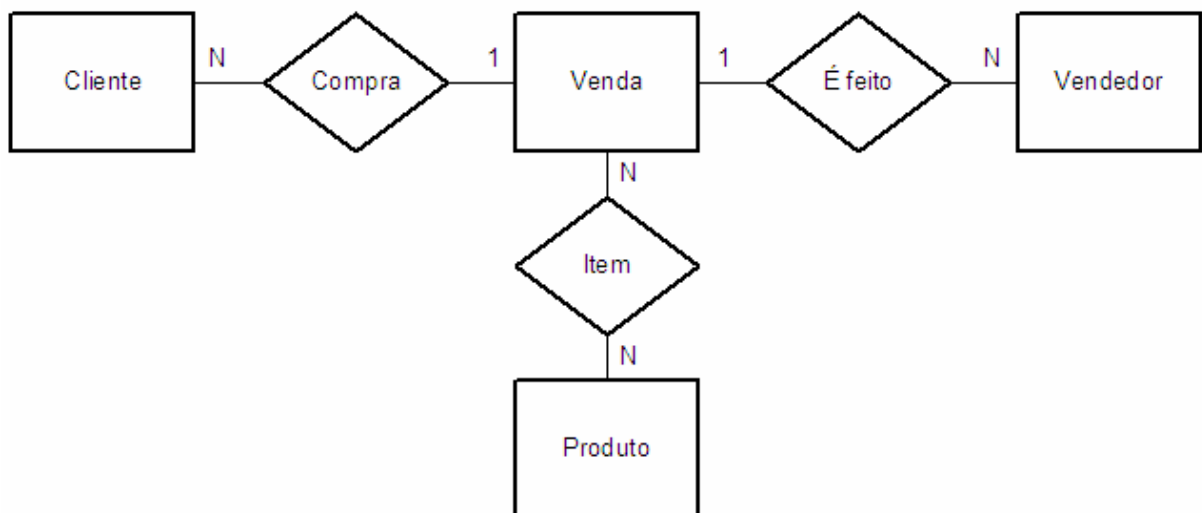 N 1 1 N
Cliente Compra Venda É feito Vendedor
N
Item
N
Produto